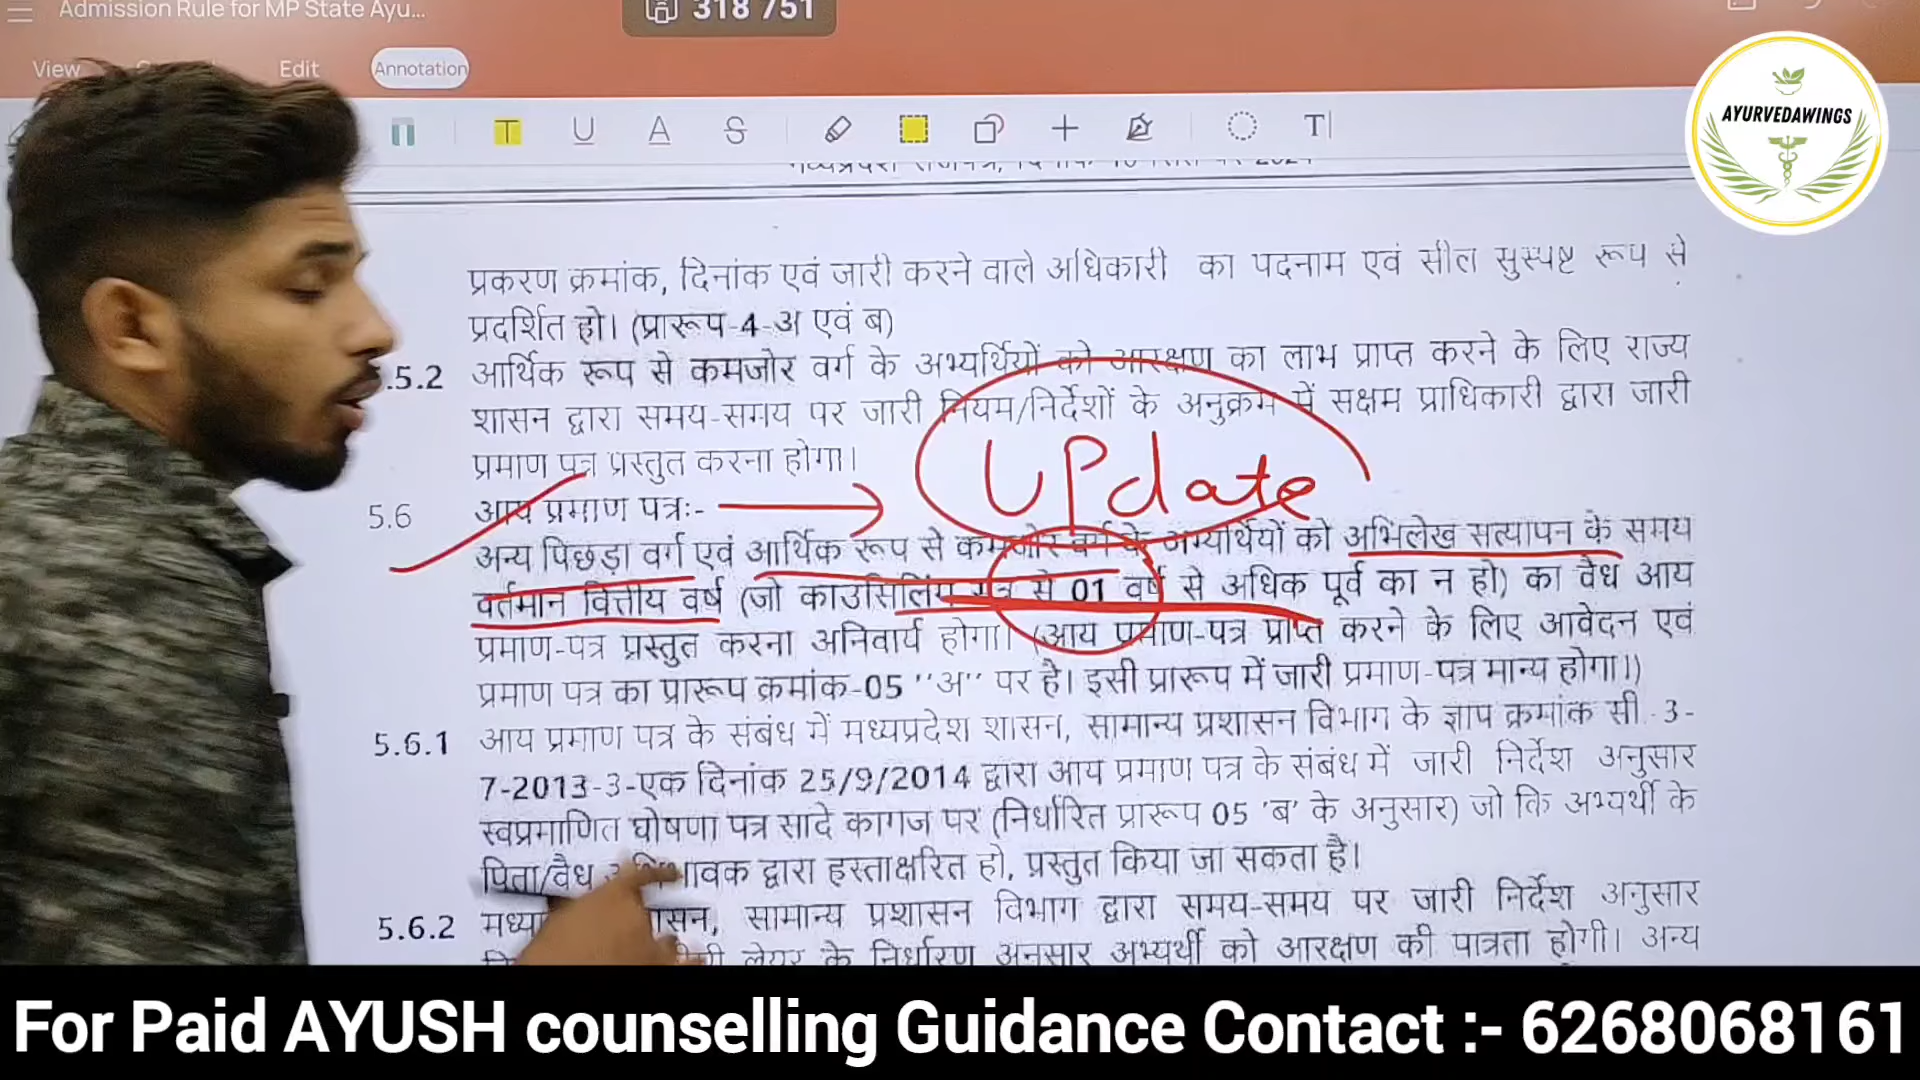 Admission Rule for MP State Ayu...
318 751
View
Edit
Annotation
T U A S T|
AYURVEDAWINGS
प्रकरण क्रमांक, दिनांक एवं जारी करने वाले अधिकारी का पदनाम एवं सील सुस्पष्ट रूप से
प्रदर्शित हो। (प्रारूप-4-अ एवं ब)
.5.2 आर्थिक रूप से कमजोर वर्ग के अभ्यर्थियों को आरक्षण का लाभ प्राप्त करने के लिए राज्य
शासन द्वारा समय-समय पर जारी नियम/निर्देशों के अनुक्रम में सक्षम प्राधिकारी द्वारा जारी
प्रमाण पत्र प्रस्तुत करना होगा।
UPdate
5.6 आय प्रमाण पत्रः-
अन्य पिछड़ा वर्ग एवं आर्थिक रूप से कमजोर वर्ग के अभ्यर्थियों को अभिलेख सत्यापन के समय
वर्तमान वित्तीय वर्ष (जो काउंसिलिंग सत्र से 01 वर्ष से अधिक पूर्व का न हो) का वैध आय
प्रमाण-पत्र प्रस्तुत करना अनिवार्य होगा। (आय प्रमाण-पत्र प्राप्त करने के लिए आवेदन एवं
प्रमाण पत्र का प्रारूप क्रमांक-05 ''अ'' पर है। इसी प्रारूप में जारी प्रमाण-पत्र मान्य होगा।)
5.6.1 आय प्रमाण पत्र के संबंध में मध्यप्रदेश शासन, सामान्य प्रशासन विभाग के ज्ञाप क्रमांक सी-3-
7-2013-3-एक दिनांक 25/9/2014 द्वारा आय प्रमाण पत्र के संबंध में जारी निर्देश अनुसार
स्वप्रमाणित घोषणा पत्र सादे कागज पर (निर्धारित प्रारूप 05 'ब' के अनुसार) जो कि अभ्यर्थी के
पिता/वैध द्वारा हस्ताक्षरित हो, प्रस्तुत किया जा सकता है।
5.6.2 सामान्य प्रशासन विभाग द्वारा समय-समय पर जारी निर्देश अनुसार
लेयर के निर्धारण अनुसार अभ्यर्थी को आरक्षण की पात्रता होगी। अन्य
For Paid AYUSH counselling Guidance Contact :- 6268068161